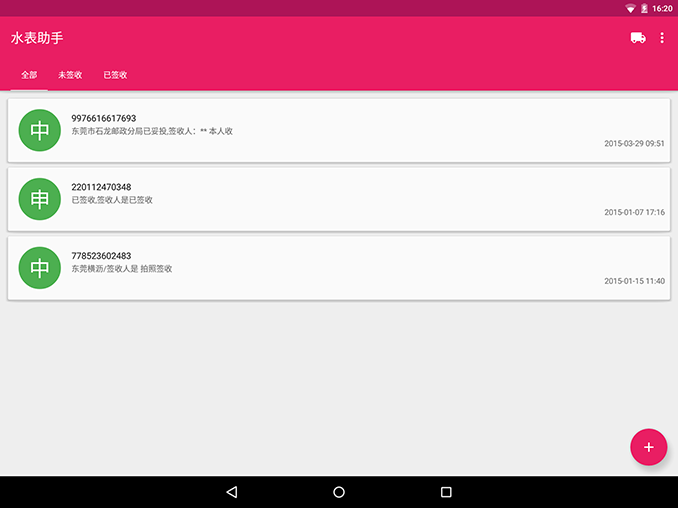 16:20
水表助手
全部 未签收 已签收
中
9976616617693
东莞市石龙邮政分局已妥投,签收人：** 本人收
2015-03-29 09:51
申
220112470348
已签收,签收人是已签收
2015-01-07 17:16
中
778523602483
东莞横沥/签收人是 拍照签收
2015-01-15 11:40